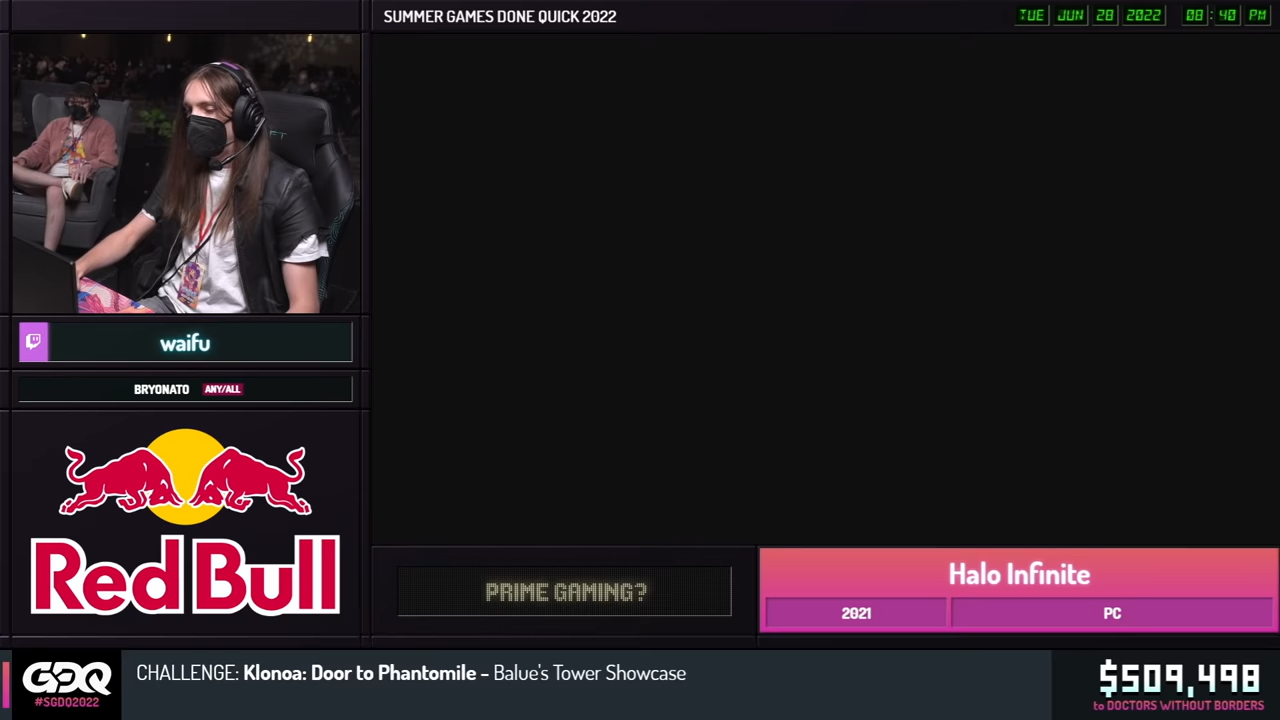 SUMMER GAMES DONE QUICK 2022
TUE JUN 28 2022 08:40 PM
waifu
BRYONATO ANY/ALL
Red Bull
PRIME GAMING?
Halo Infinite
2021 PC
GDQ
#SGDQ2022
CHALLENGE: Klonoa: Door to Phantomile - Balue's Tower Showcase
$509,498
to DOCTORS WITHOUT BORDERS